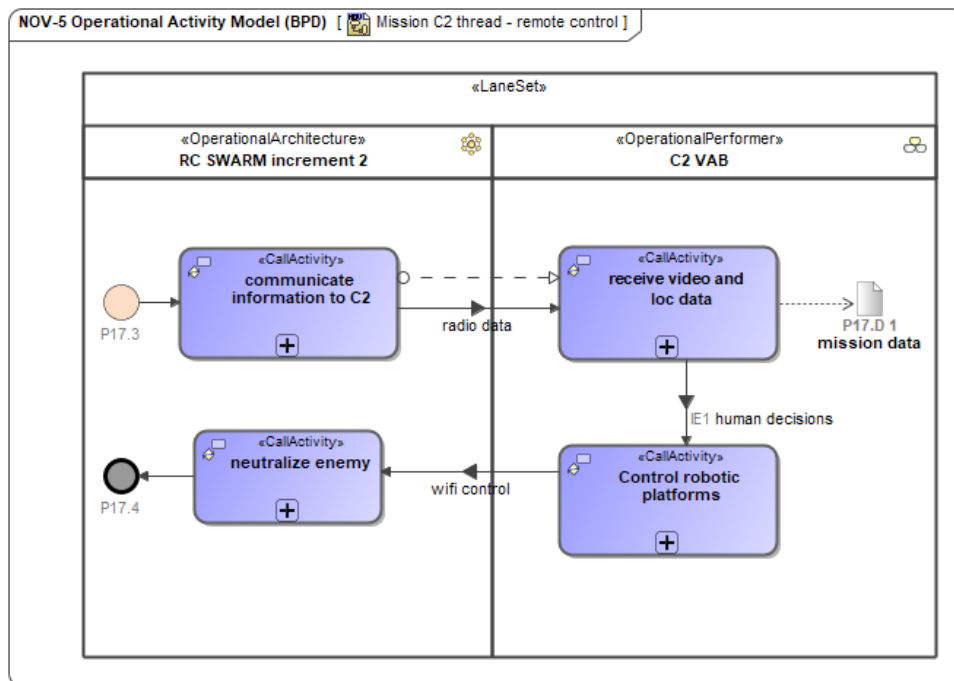 NOV-5 Operational Activity Model (BPD) [ Mission C2 thread - remote control ]
«LaneSet»
«OperationalArchitecture»
RC SWARM increment 2
«OperationalPerformer»
C2 VAB
«CallActivity»
communicate
information to C2
«CallActivity»
receive video and
loc data
P17.3
radio data
P17.D 1
mission data
IE1 human decisions
«CallActivity»
neutralize enemy
«CallActivity»
Control robotic
platforms
wifi control
P17.4